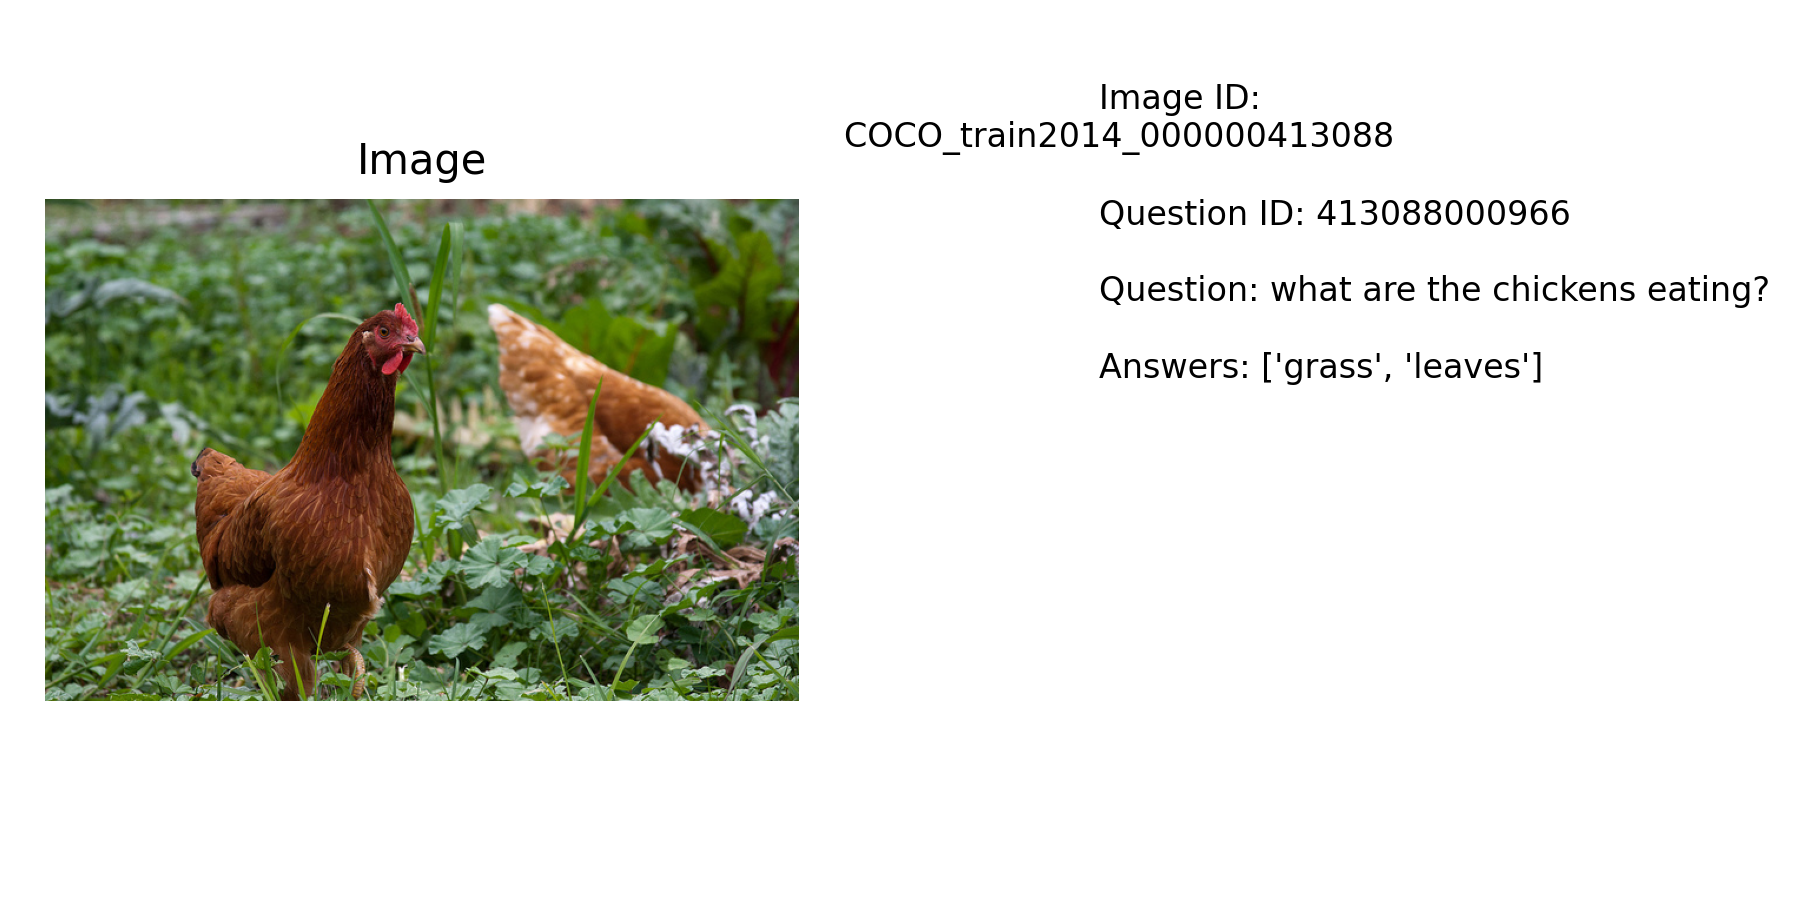 Image
Image ID:
COCO_train2014_000000413088
Question ID: 413088000966
Question: what are the chickens eating?
Answers: ['grass', 'leaves']